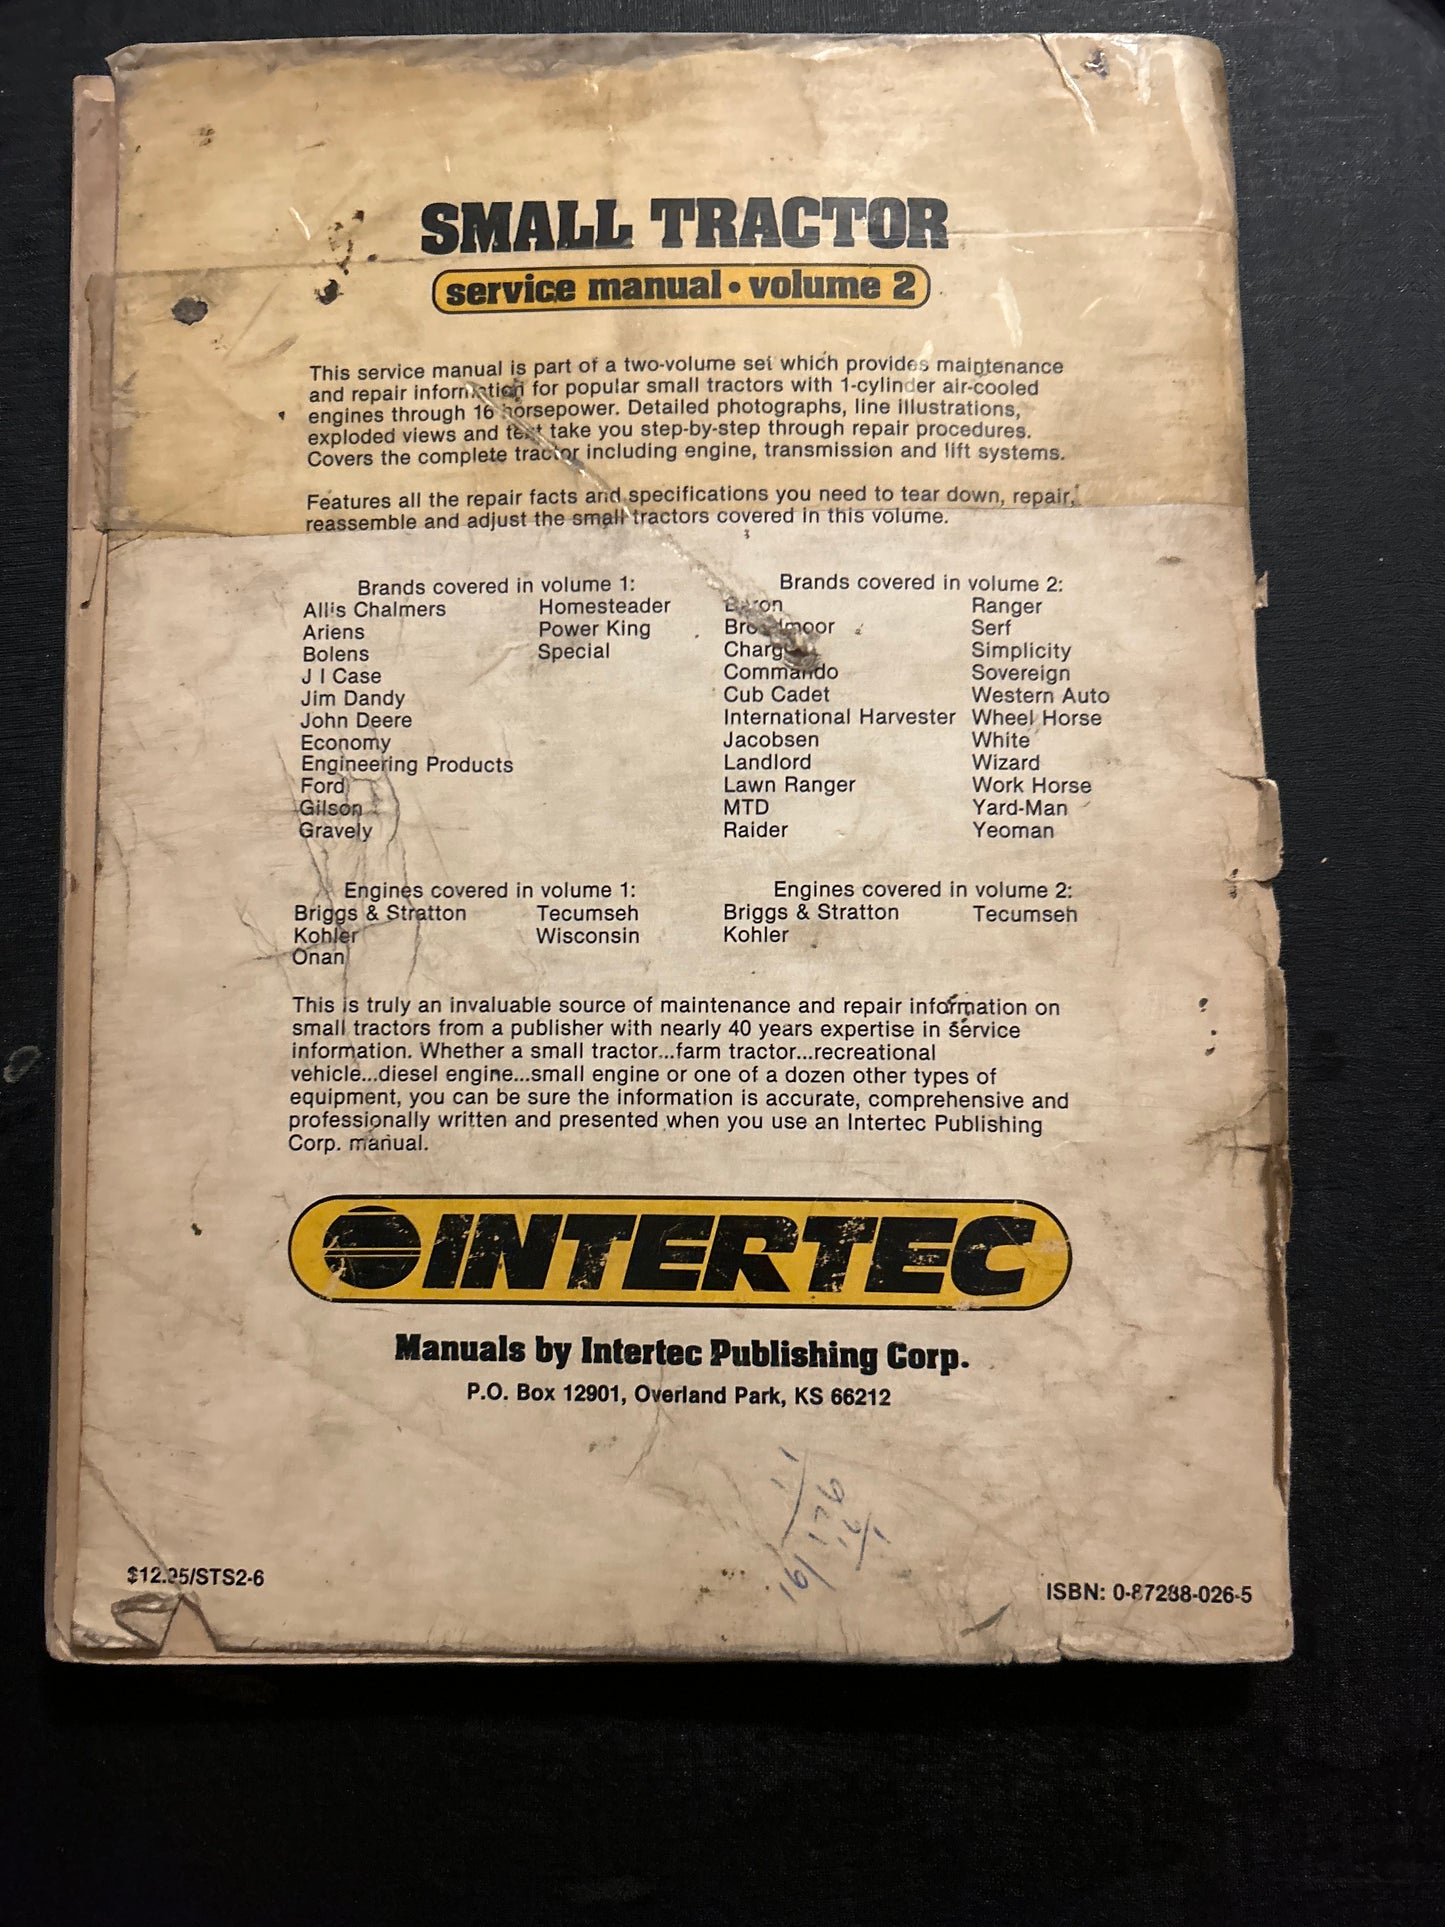 SMALL TRACTOR
service manual • volume 2
This service manual is part of a two-volume set which provides maintenance
and repair information for popular small tractors with 1-cylinder air-cooled
engines through 16 horsepower. Detailed photographs, line illustrations,
exploded views and text take you step-by-step through repair procedures.
Covers the complete tractor including engine, transmission and lift systems.
Features all the repair facts and specifications you need to tear down, repair,
reassemble and adjust the small tractors covered in this volume.
Brands covered in volume 1:
Allis Chalmers
Ariens
Bolens
J I Case
Jim Dandy
John Deere
Economy
Engineering Products
Ford
Gilson
Gravely
Homesteader
Power King
Special
Brands covered in volume 2:
Baron
Broadmoor
Charger
Commando
Cub Cadet
International Harvester
Jacobsen
Landlord
Lawn Ranger
MTD
Raider
Ranger
Serf
Simplicity
Sovereign
Western Auto
Wheel Horse
White
Wizard
Work Horse
Yard-Man
Yeoman
Engines covered in volume 1:
Briggs & Stratton
Kohler
Onan
Tecumseh
Wisconsin
Engines covered in volume 2:
Briggs & Stratton
Kohler
Tecumseh
This is truly an invaluable source of maintenance and repair information on
small tractors from a publisher with nearly 40 years expertise in service
information. Whether a small tractor...farm tractor...recreational
vehicle...diesel engine...small engine or one of a dozen other types of
equipment, you can be sure the information is accurate, comprehensive and
professionally written and presented when you use an Intertec Publishing
Corp. manual.
INTERTEC
Manuals by Intertec Publishing Corp.
P.O. Box 12901, Overland Park, KS 66212
$12.95/STS2-6
ISBN: 0-87288-026-5